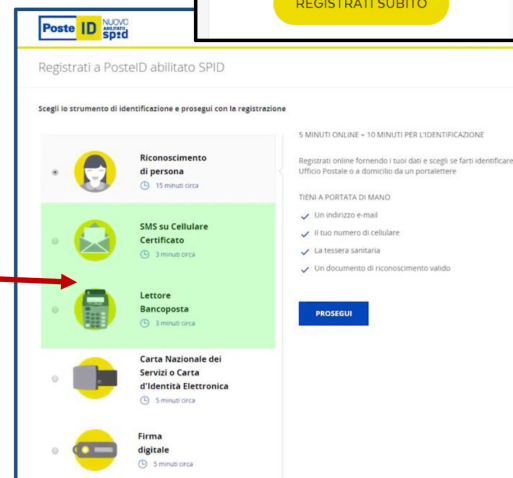 REGISTRATI SUBITO
Poste ID NUOVO
ABILITATO
spid
Registrati a PosteID abilitato SPID
Scegli lo strumento di identificazione e prosegui con la registrazione
Riconoscimento
di persona
15 minuti circa
SMS su Cellulare
Certificato
3 minuti circa
Lettore
Bancoposta
3 minuti circa
Carta Nazionale dei
Servizi o Carta
d'Identità Elettronica
5 minuti circa
Firma
digitale
5 minuti circa
5 MINUTI ONLINE + 10 MINUTI PER L'IDENTIFICAZIONE
Registrati online fornendo i tuoi dati e scegli se farti identificare
Ufficio Postale o a domicilio da un portalettere
TIENI A PORTATA DI MANO
Un indirizzo e-mail
Il tuo numero di cellulare
La tessera sanitaria
Un documento di riconoscimento valido
PROSEGUI